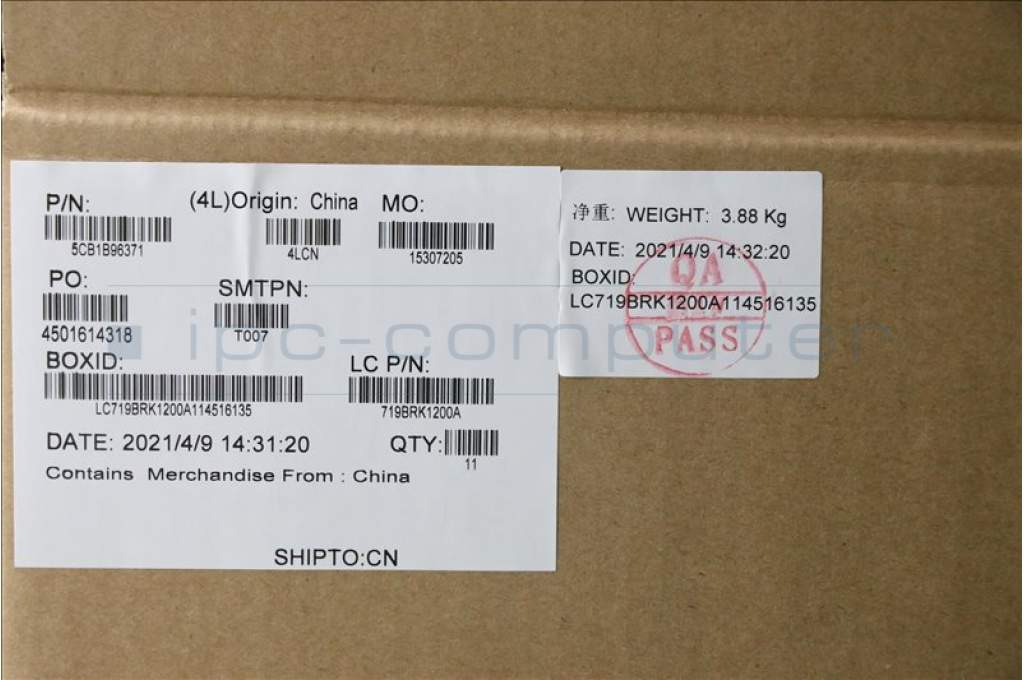 P/N: (4L)Origin: China MO:
5CB1B96371 4LCN 15307205
PO: SMTPN:
4501614318 T007
BOXID: LC P/N:
LC719BRK1200A114516135 719BRK1200A
DATE: 2021/4/9 14:31:20 QTY:
11
Contains Merchandise From : China
SHIPTO:CN
净重: WEIGHT: 3.88 Kg
DATE: 2021/4/9 14:32:20
BOXID:
LC719BRK1200A114516135
QA
PASS
ipc-computer